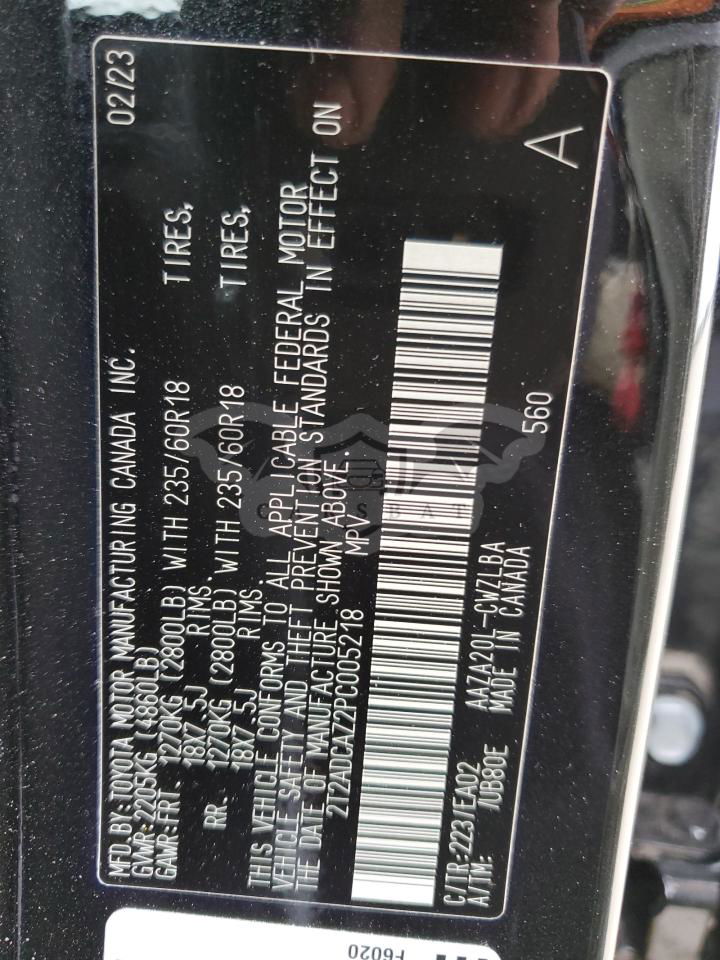 MFD.BY:TOYOTA MOTOR MANUFACTURING CANADA INC. 02/23
GVWR:2205KG (4860LB)
GAWR:FRT. 1270KG (2800LB) WITH 235/60R18 TIRES,
18X7.5J RIMS.
RR. 1270KG (2800LB) WITH 235/60R18 TIRES,
18X7.5J RIMS.
THIS VEHICLE CONFORMS TO ALL APPLICABLE FEDERAL MOTOR
VEHICLE SAFETY AND THEFT PREVENTION STANDARDS IN EFFECT ON
THE DATE OF MANUFACTURE SHOWN ABOVE.
2T2ADCAZ2PC005218 MPV
C/TR:223/EA02 AAZA20L-CWZLBA
A/TM: /UB80E MADE IN CANADA 560
A
F6020